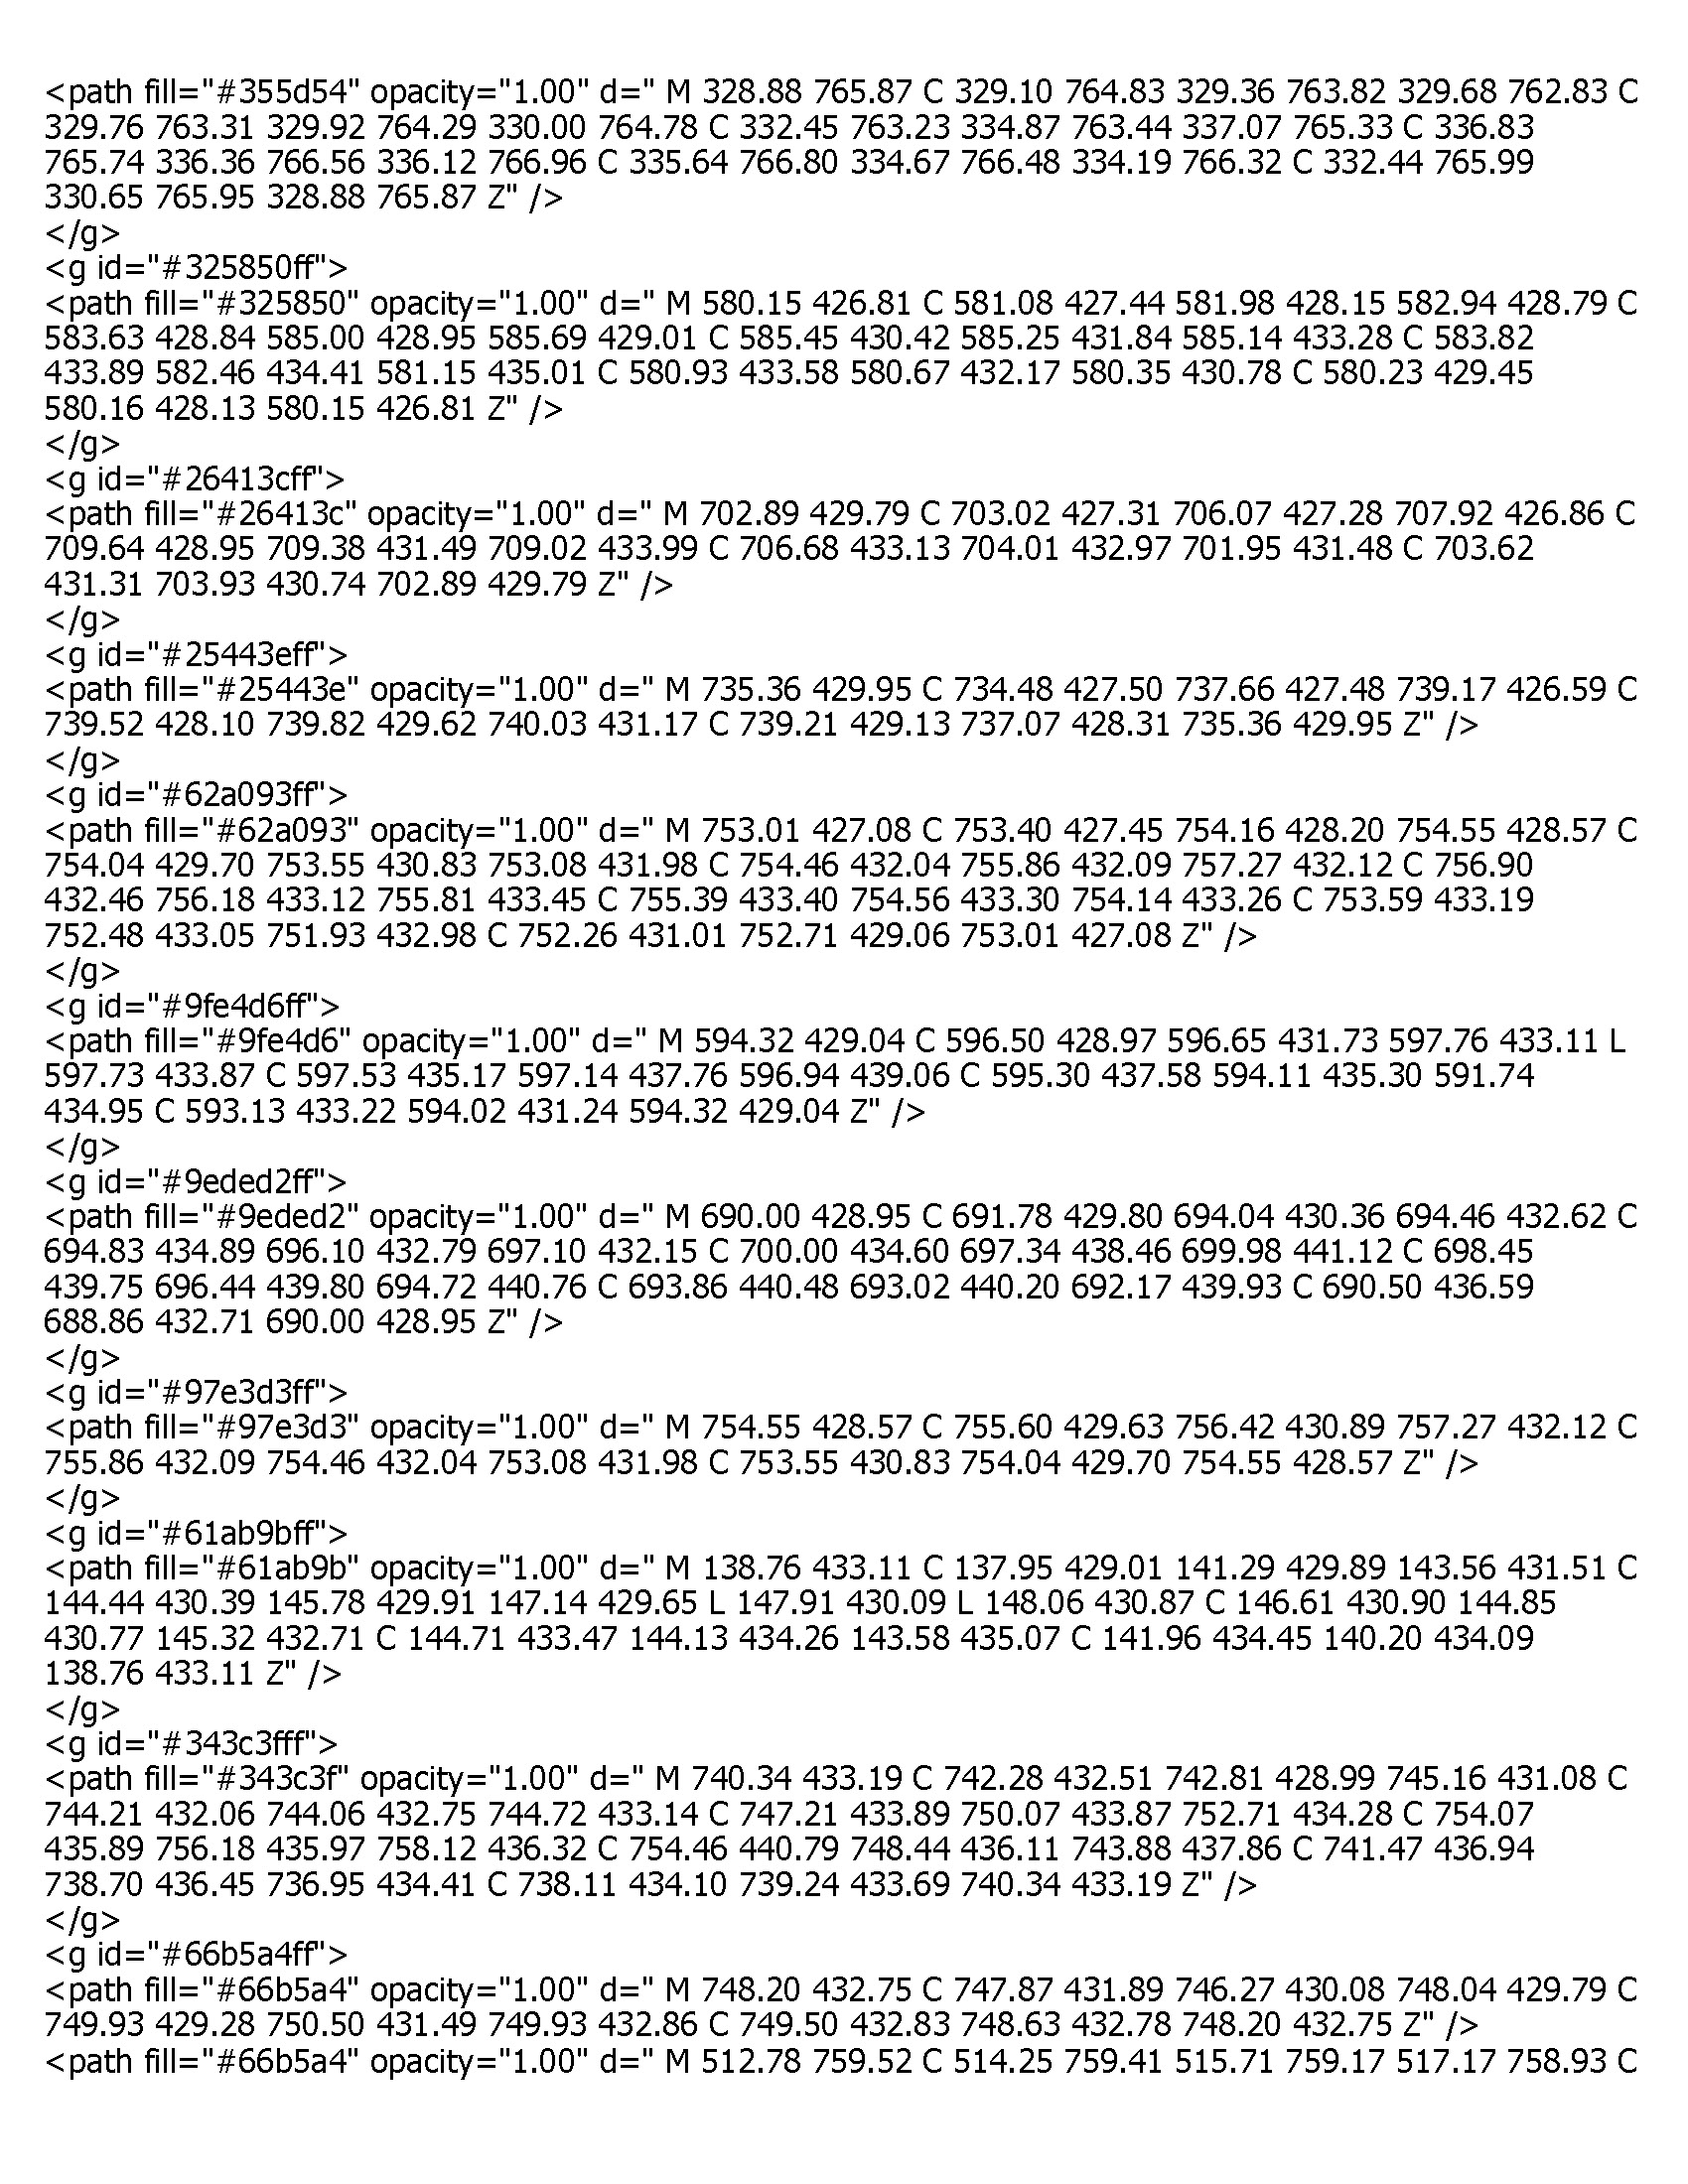 <path fill="#355d54" opacity="1.00" d=" M 328.88 765.87 C 329.10 764.83 329.36 763.82 329.68 762.83 C
329.76 763.31 329.92 764.29 330.00 764.78 C 332.45 763.23 334.87 763.44 337.07 765.33 C 336.83
765.74 336.36 766.56 336.12 766.96 C 335.64 766.80 334.67 766.48 334.19 766.32 C 332.44 765.99
330.65 765.95 328.88 765.87 Z" />
</g>
<g id="#325850ff">
<path fill="#325850" opacity="1.00" d=" M 580.15 426.81 C 581.08 427.44 581.98 428.15 582.94 428.79 C
583.63 428.84 585.00 428.95 585.69 429.01 C 585.45 430.42 585.25 431.84 585.14 433.28 C 583.82
433.89 582.46 434.41 581.15 435.01 C 580.93 433.58 580.67 432.17 580.35 430.78 C 580.23 429.45
580.16 428.13 580.15 426.81 Z" />
</g>
<g id="#26413cff">
<path fill="#26413c" opacity="1.00" d=" M 702.89 429.79 C 703.02 427.31 706.07 427.28 707.92 426.86 C
709.64 428.95 709.38 431.49 709.02 433.99 C 706.68 433.13 704.01 432.97 701.95 431.48 C 703.62
431.31 703.93 430.74 702.89 429.79 Z" />
</g>
<g id="#25443eff">
<path fill="#25443e" opacity="1.00" d=" M 735.36 429.95 C 734.48 427.50 737.66 427.48 739.17 426.59 C
739.52 428.10 739.82 429.62 740.03 431.17 C 739.21 429.13 737.07 428.31 735.36 429.95 Z" />
</g>
<g id="#62a093ff">
<path fill="#62a093" opacity="1.00" d=" M 753.01 427.08 C 753.40 427.45 754.16 428.20 754.55 428.57 C
754.04 429.70 753.55 430.83 753.08 431.98 C 754.46 432.04 755.86 432.09 757.27 432.12 C 756.90
432.46 756.18 433.12 755.81 433.45 C 755.39 433.40 754.56 433.30 754.14 433.26 C 753.59 433.19
752.48 433.05 751.93 432.98 C 752.26 431.01 752.71 429.06 753.01 427.08 Z" />
</g>
<g id="#9fe4d6ff">
<path fill="#9fe4d6" opacity="1.00" d=" M 594.32 429.04 C 596.50 428.97 596.65 431.73 597.76 433.11 L
597.73 433.87 C 597.53 435.17 597.14 437.76 596.94 439.06 C 595.30 437.58 594.11 435.30 591.74
434.95 C 593.13 433.22 594.02 431.24 594.32 429.04 Z" />
</g>
<g id="#9eded2ff">
<path fill="#9eded2" opacity="1.00" d=" M 690.00 428.95 C 691.78 429.80 694.04 430.36 694.46 432.62 C
694.83 434.89 696.10 432.79 697.10 432.15 C 700.00 434.60 697.34 438.46 699.98 441.12 C 698.45
439.75 696.44 439.80 694.72 440.76 C 693.86 440.48 693.02 440.20 692.17 439.93 C 690.50 436.59
688.86 432.71 690.00 428.95 Z" />
</g>
<g id="#97e3d3ff">
<path fill="#97e3d3" opacity="1.00" d=" M 754.55 428.57 C 755.60 429.63 756.42 430.89 757.27 432.12 C
755.86 432.09 754.46 432.04 753.08 431.98 C 753.55 430.83 754.04 429.70 754.55 428.57 Z" />
</g>
<g id="#61ab9bff">
<path fill="#61ab9b" opacity="1.00" d=" M 138.76 433.11 C 137.95 429.01 141.29 429.89 143.56 431.51 C
144.44 430.39 145.78 429.91 147.14 429.65 L 147.91 430.09 L 148.06 430.87 C 146.61 430.90 144.85
430.77 145.32 432.71 C 144.71 433.47 144.13 434.26 143.58 435.07 C 141.96 434.45 140.20 434.09
138.76 433.11 Z" />
</g>
<g id="#343c3fff">
<path fill="#343c3f" opacity="1.00" d=" M 740.34 433.19 C 742.28 432.51 742.81 428.99 745.16 431.08 C
744.21 432.06 744.06 432.75 744.72 433.14 C 747.21 433.89 750.07 433.87 752.71 434.28 C 754.07
435.89 756.18 435.97 758.12 436.32 C 754.46 440.79 748.44 436.11 743.88 437.86 C 741.47 436.94
738.70 436.45 736.95 434.41 C 738.11 434.10 739.24 433.69 740.34 433.19 Z" />
</g>
<g id="#66b5a4ff">
<path fill="#66b5a4" opacity="1.00" d=" M 748.20 432.75 C 747.87 431.89 746.27 430.08 748.04 429.79 C
749.93 429.28 750.50 431.49 749.93 432.86 C 749.50 432.83 748.63 432.78 748.20 432.75 Z" />
<path fill="#66b5a4" opacity="1.00" d=" M 512.78 759.52 C 514.25 759.41 515.71 759.17 517.17 758.93 C